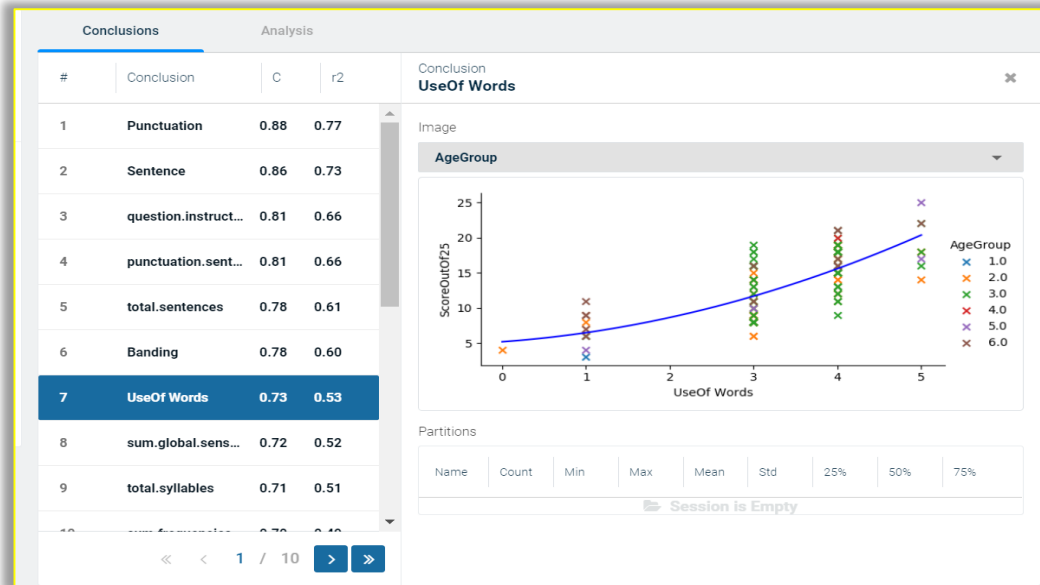 Conclusions
Analysis
# Conclusion C r2
1 Punctuation 0.88 0.77
2 Sentence 0.86 0.73
3 question.instruct... 0.81 0.66
4 punctuation.sent... 0.81 0.66
5 total.sentences 0.78 0.61
6 Banding 0.78 0.60
7 UseOf Words 0.73 0.53
8 sum.global.sens... 0.72 0.52
9 total.syllables 0.71 0.51
1 / 10
Conclusion
UseOf Words
Image
AgeGroup
25
20
15
10
5
ScoreOutOf25
0 1 2 3 4 5
UseOf Words
AgeGroup
1.0
2.0
3.0
4.0
5.0
6.0
Partitions
Name Count Min Max Mean Std 25% 50% 75%
Session is Empty